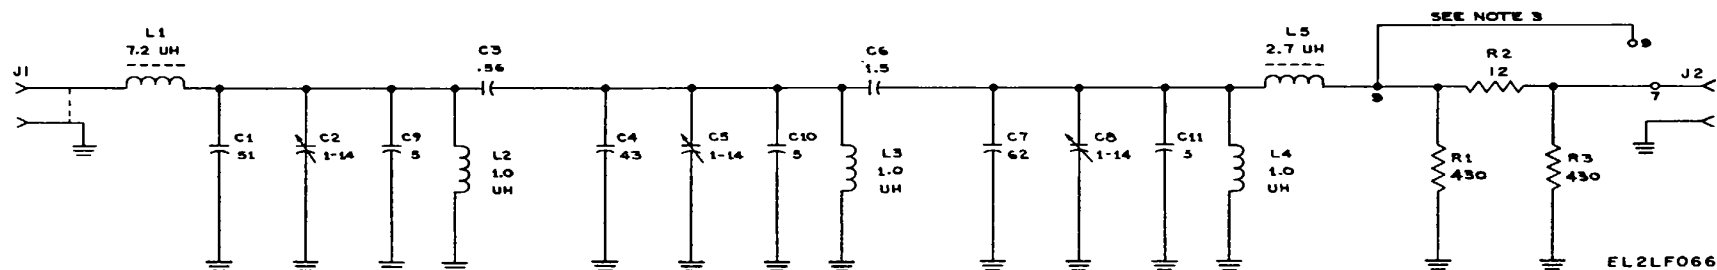 SEE NOTE 3
9
L1
7.2 UH
C3
.56
C6
1.5
L5
2.7 UH
R2
12
J1
J2
9
7
C1
51
C2
1-14
C9
5
L2
1.0
UH
C4
43
C5
1-14
C10
5
L3
1.0
UH
C7
62
C8
1-14
C11
5
L4
1.0
UH
R1
430
R3
430
EL2LF066